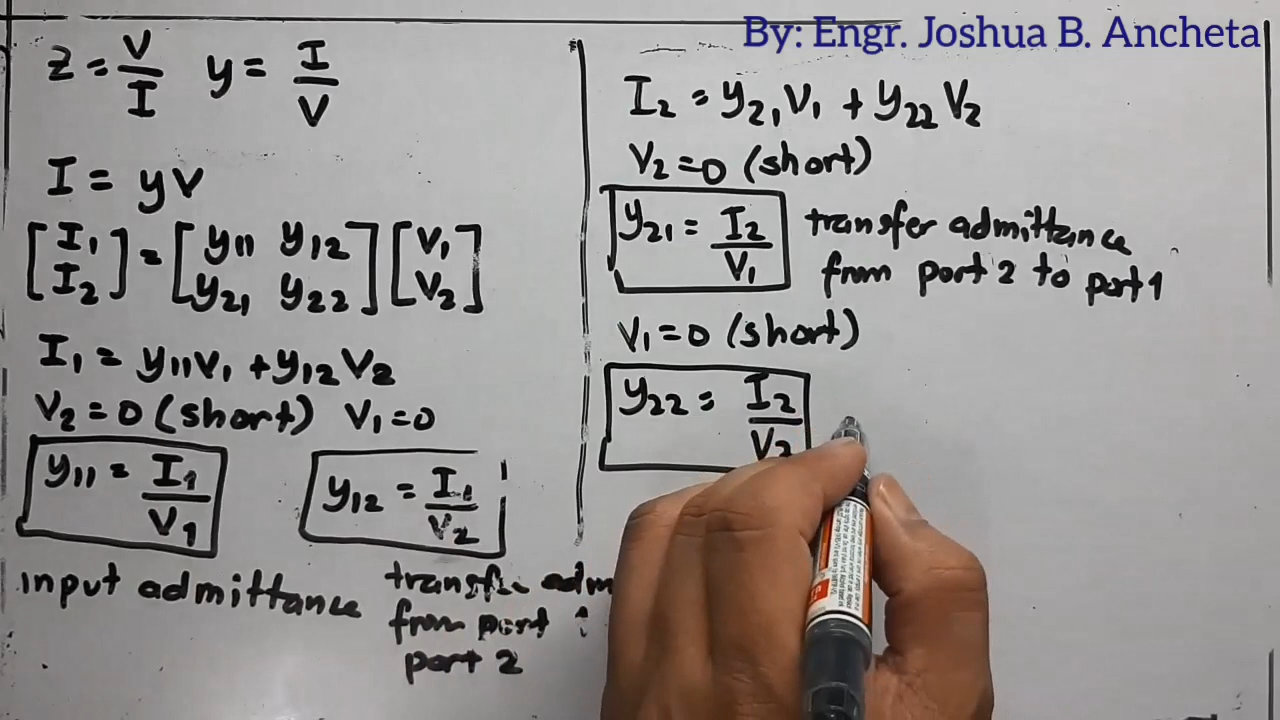 By: Engr. Joshua B. Ancheta
z = V/I y = I/V
I = yV
[I1 I2] = [y11 y12 y21 y22] [V1 V2]
I1 = y11V1 + y12V2
V2 = 0 (short) V1 = 0
y11 = I1/V1 y12 = I1/V2
input admittance transfer
from port
port 2
I2 = y21V1 + y22V2
V2 = 0 (short)
y21 = I2/V1 transfer admittance
from port 2 to port 1
V1 = 0 (short)
y22 = I2/V2